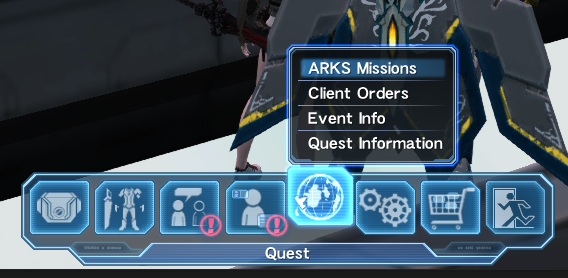 ARKS Missions
Client Orders
Event Info
Quest Information
Quest